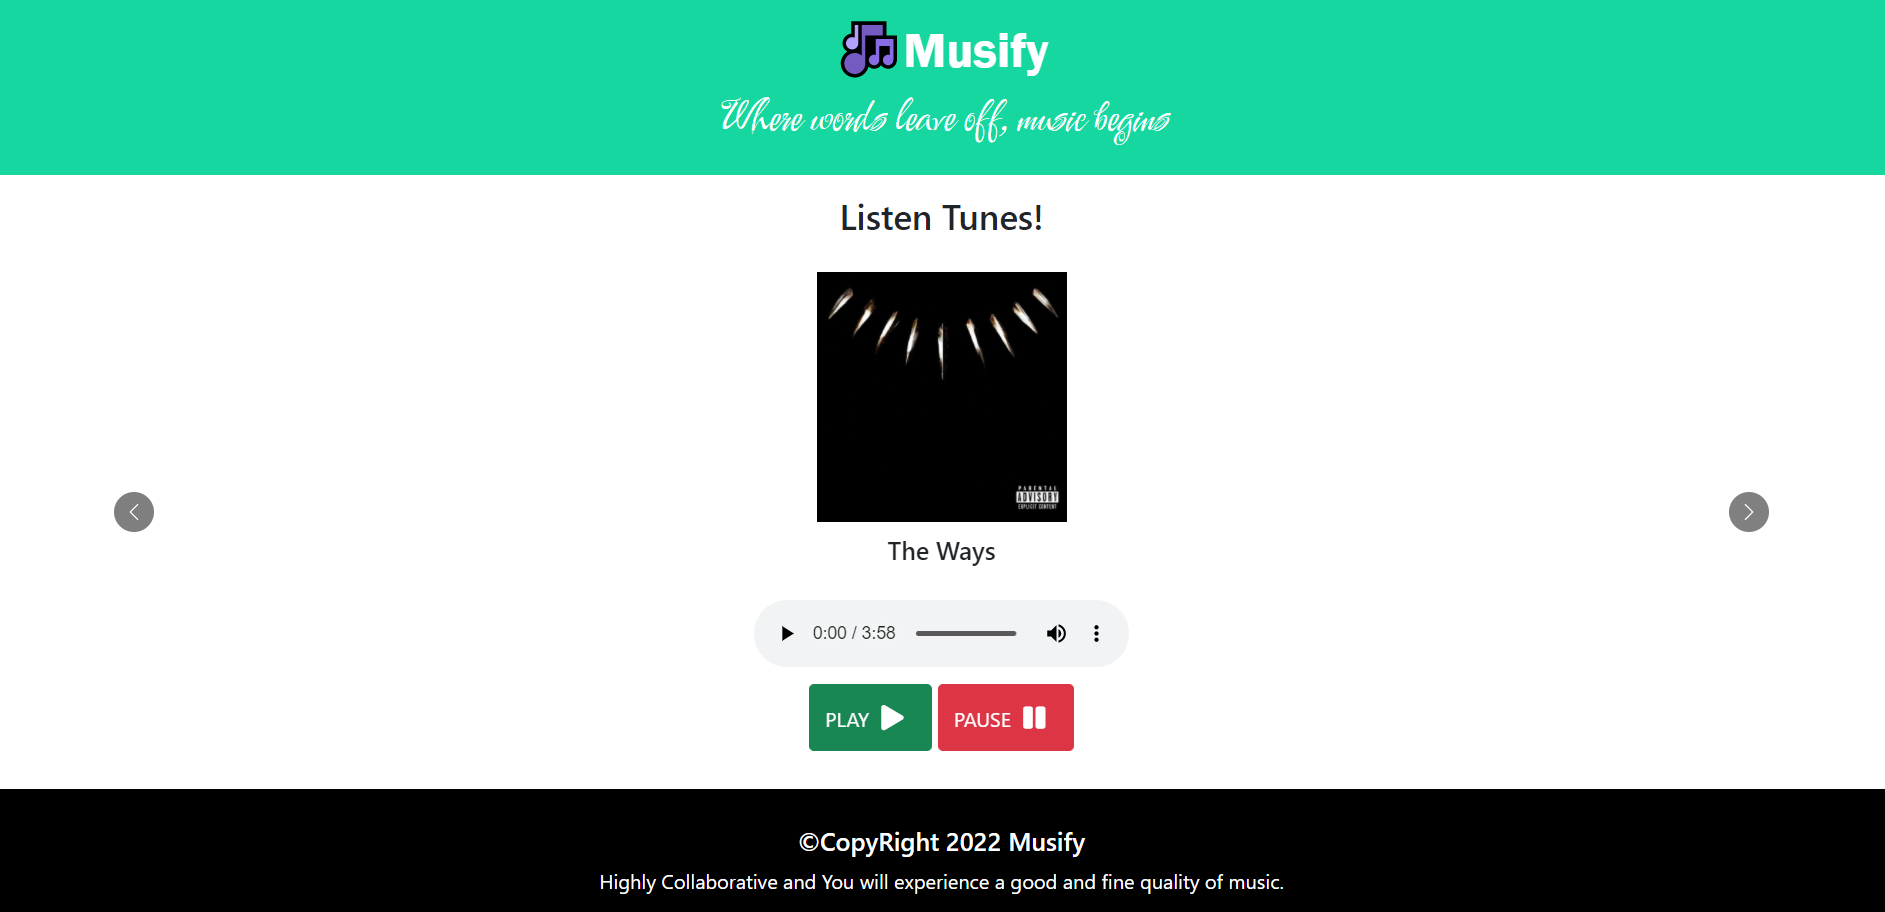 Musify
Where words leave off, music begins
Listen Tunes!
PARENTAL
ADVISORY
EXPLICIT CONTENT
The Ways
0:00 / 3:58
PLAY
PAUSE
©CopyRight 2022 Musify
Highly Collaborative and You will experience a good and fine quality of music.